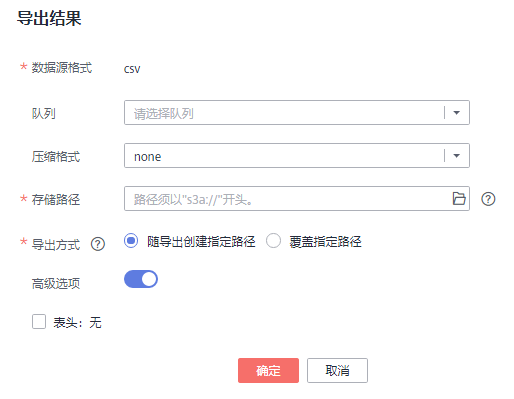 导出结果
* 数据源格式 csv
队列 请选择队列
压缩格式 none
* 存储路径 路径须以"s3a://"开头。 ?
* 导出方式 ? 随导出创建指定路径 覆盖指定路径
高级选项
表头：无
确定 取消